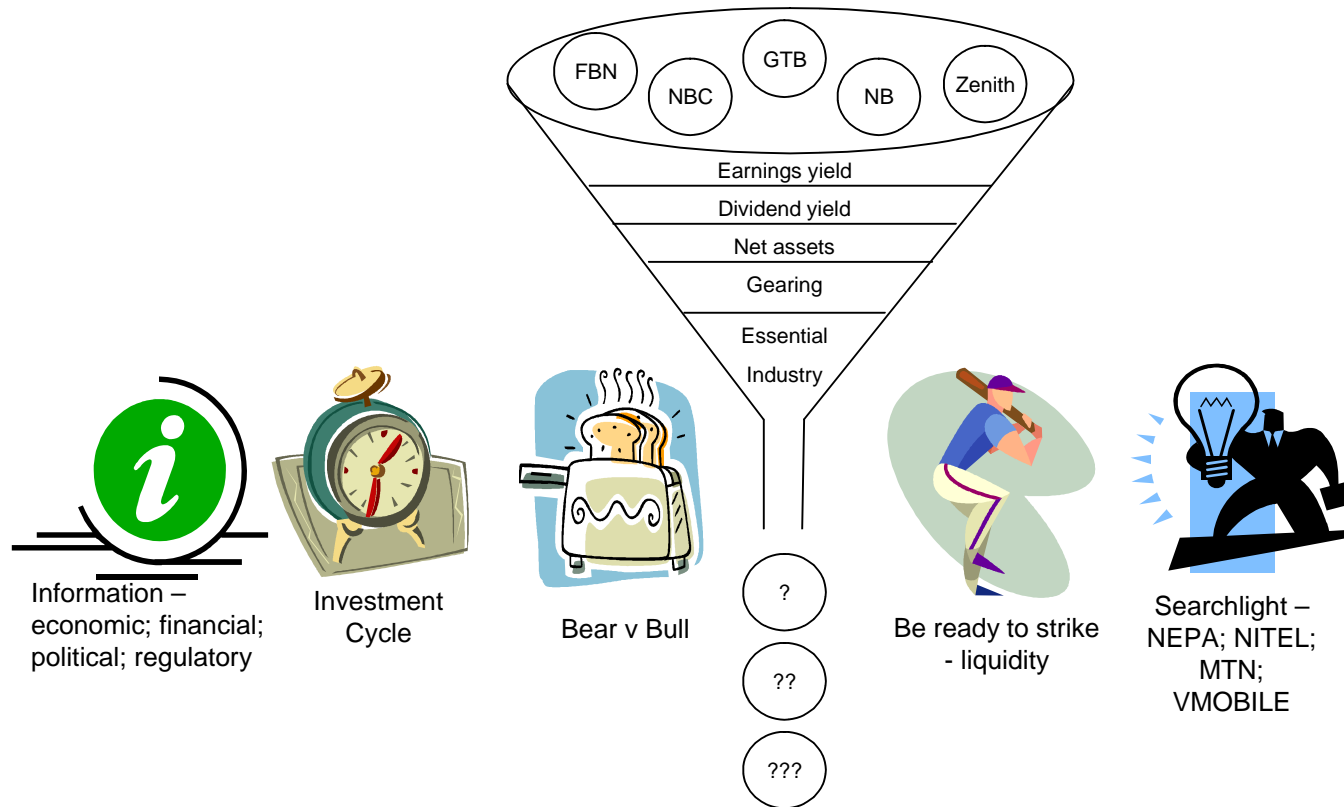 FBN
NBC
GTB
NB
Zenith
Earnings yield
Dividend yield
Net assets
Gearing
Essential
Industry
i
Information –
economic; financial;
political; regulatory
Investment
Cycle
Bear v Bull
?
??
???
Be ready to strike
- liquidity
Searchlight –
NEPA; NITEL;
MTN;
VMOBILE